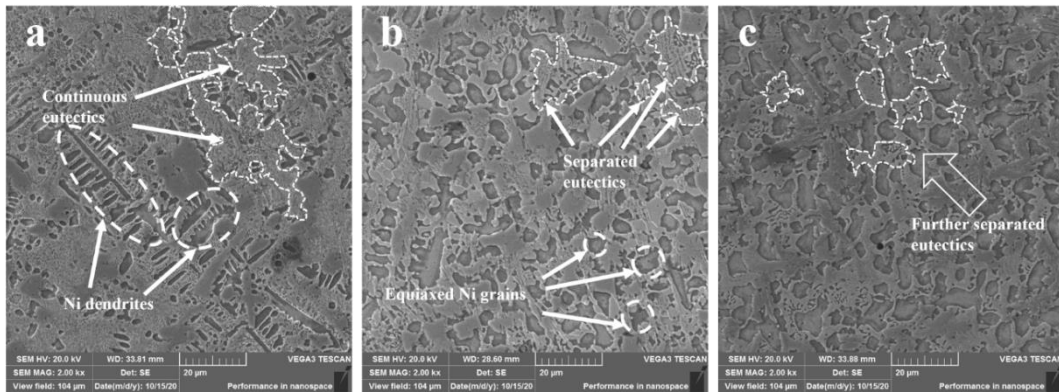 a
Continuous
eutectics
Ni dendrites
SEM HV: 20.0 kV WD: 33.81 mm VEGA3 TESCAN
SEM MAG: 2.00 kx Det: SE 20 µm
View field: 104 µm Date(m/d/y): 10/15/20 Performance in nanospace
b
Separated
eutectics
Equiaxed Ni grains
SEM HV: 20.0 kV WD: 28.60 mm VEGA3 TESCAN
SEM MAG: 2.00 kx Det: SE 20 µm
View field: 104 µm Date(m/d/y): 10/15/20 Performance in nanospace
c
Further separated
eutectics
SEM HV: 20.0 kV WD: 33.88 mm VEGA3 TESCAN
SEM MAG: 2.00 kx Det: SE 20 µm
View field: 104 µm Date(m/d/y): 10/15/20 Performance in nanospace